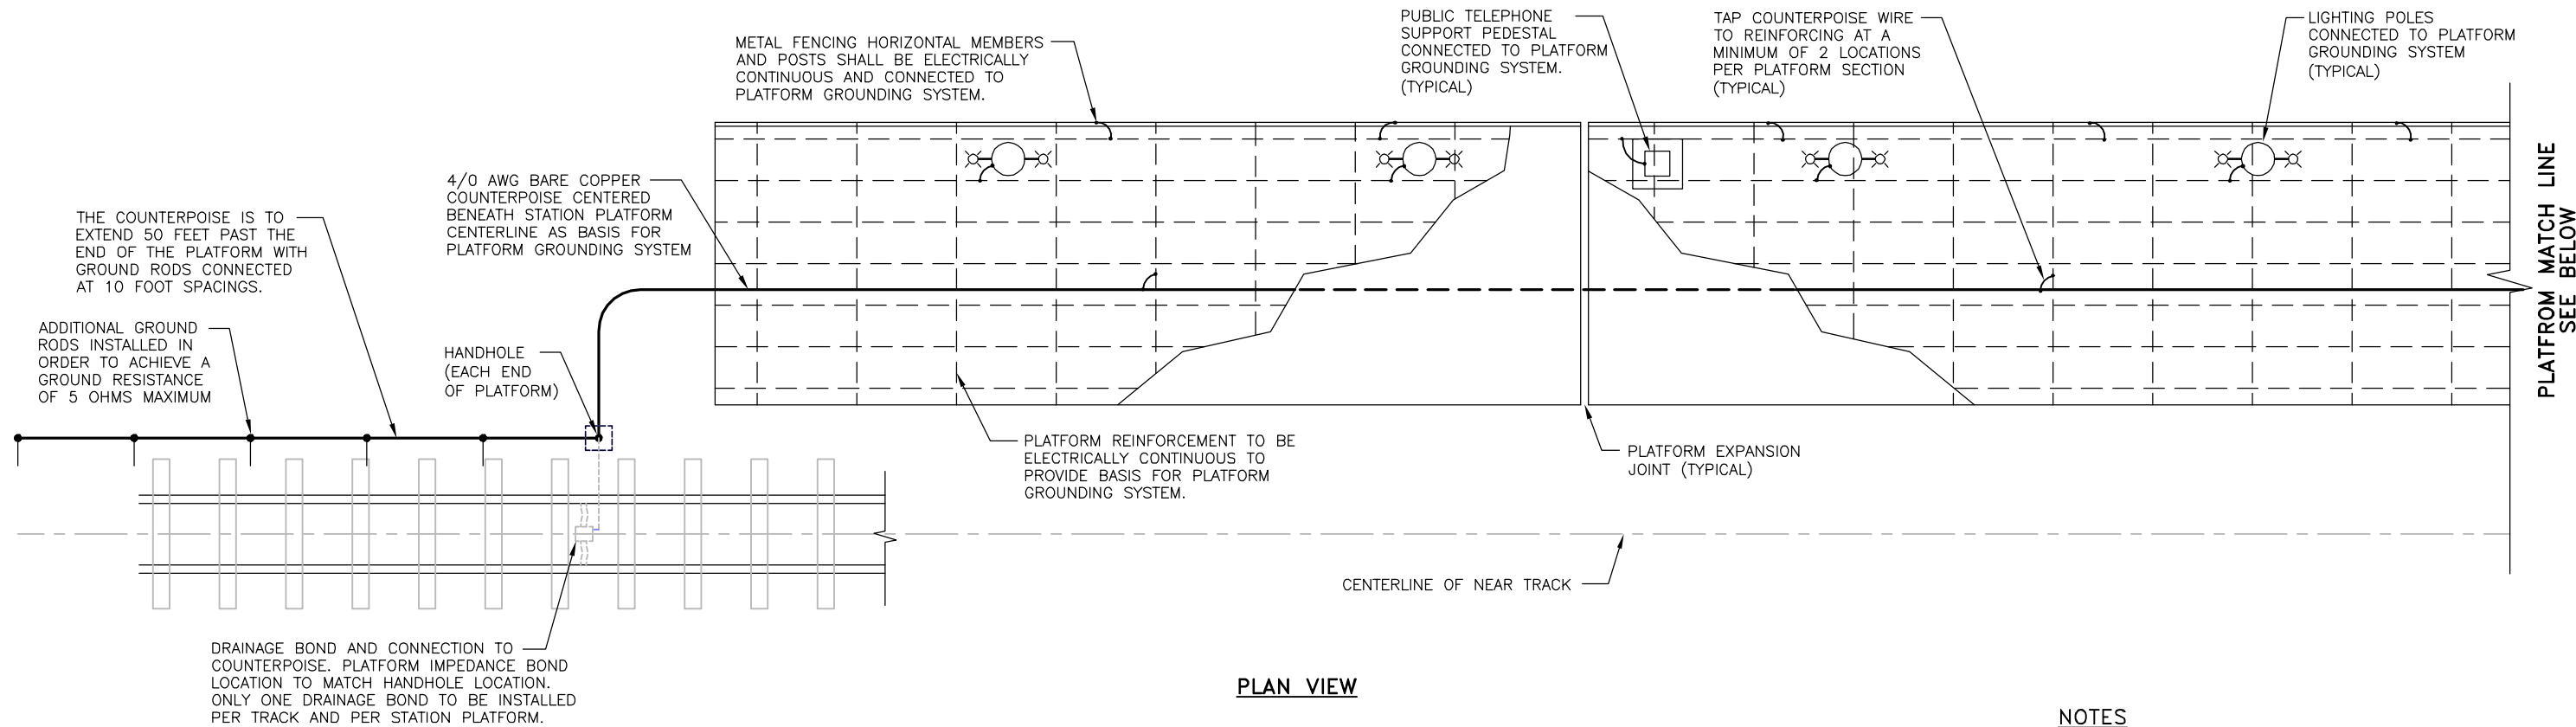 PUBLIC TELEPHONE
SUPPORT PEDESTAL
CONNECTED TO PLATFORM
GROUNDING SYSTEM.
(TYPICAL)
TAP COUNTERPOISE WIRE
TO REINFORCING AT A
MINIMUM OF 2 LOCATIONS
PER PLATFORM SECTION
(TYPICAL)
LIGHTING POLES
CONNECTED TO PLATFORM
GROUNDING SYSTEM
(TYPICAL)
METAL FENCING HORIZONTAL MEMBERS
AND POSTS SHALL BE ELECTRICALLY
CONTINUOUS AND CONNECTED TO
PLATFORM GROUNDING SYSTEM.
4/0 AWG BARE COPPER
COUNTERPOISE CENTERED
BENEATH STATION PLATFORM
CENTERLINE AS BASIS FOR
PLATFORM GROUNDING SYSTEM
THE COUNTERPOISE IS TO
EXTEND 50 FEET PAST THE
END OF THE PLATFORM WITH
GROUND RODS CONNECTED
AT 10 FOOT SPACINGS.
ADDITIONAL GROUND
RODS INSTALLED IN
ORDER TO ACHIEVE A
GROUND RESISTANCE
OF 5 OHMS MAXIMUM
HANDHOLE
(EACH END
OF PLATFORM)
PLATFROM MATCH LINE
SEE BELOW
PLATFORM REINFORCEMENT TO BE
ELECTRICALLY CONTINUOUS TO
PROVIDE BASIS FOR PLATFORM
GROUNDING SYSTEM.
PLATFORM EXPANSION
JOINT (TYPICAL)
CENTERLINE OF NEAR TRACK
DRAINAGE BOND AND CONNECTION TO
COUNTERPOISE. PLATFORM IMPEDANCE BOND
LOCATION TO MATCH HANDHOLE LOCATION.
ONLY ONE DRAINAGE BOND TO BE INSTALLED
PER TRACK AND PER STATION PLATFORM.
PLAN VIEW
NOTES